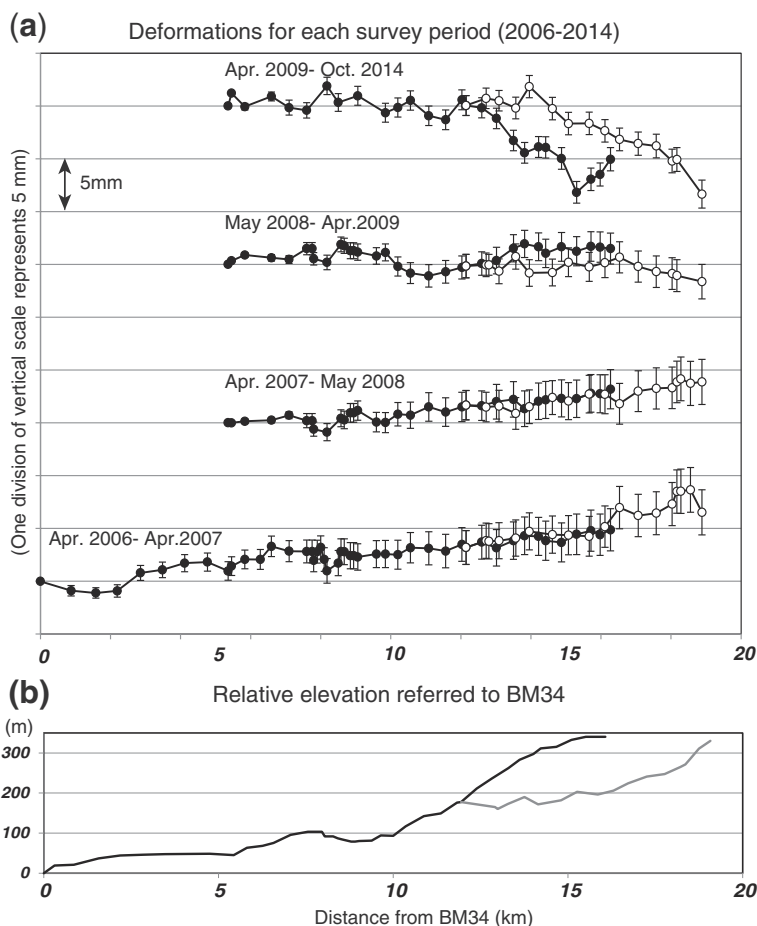 (a)
Deformations for each survey period (2006-2014)
(One division of vertical scale represents 5 mm)
Apr. 2009- Oct. 2014
5mm
May 2008- Apr.2009
Apr. 2007- May 2008
Apr. 2006- Apr.2007
0 5 10 15 20
(b)
Relative elevation referred to BM34
(m)
300
200
100
0
0 5 10 15 20
Distance from BM34 (km)